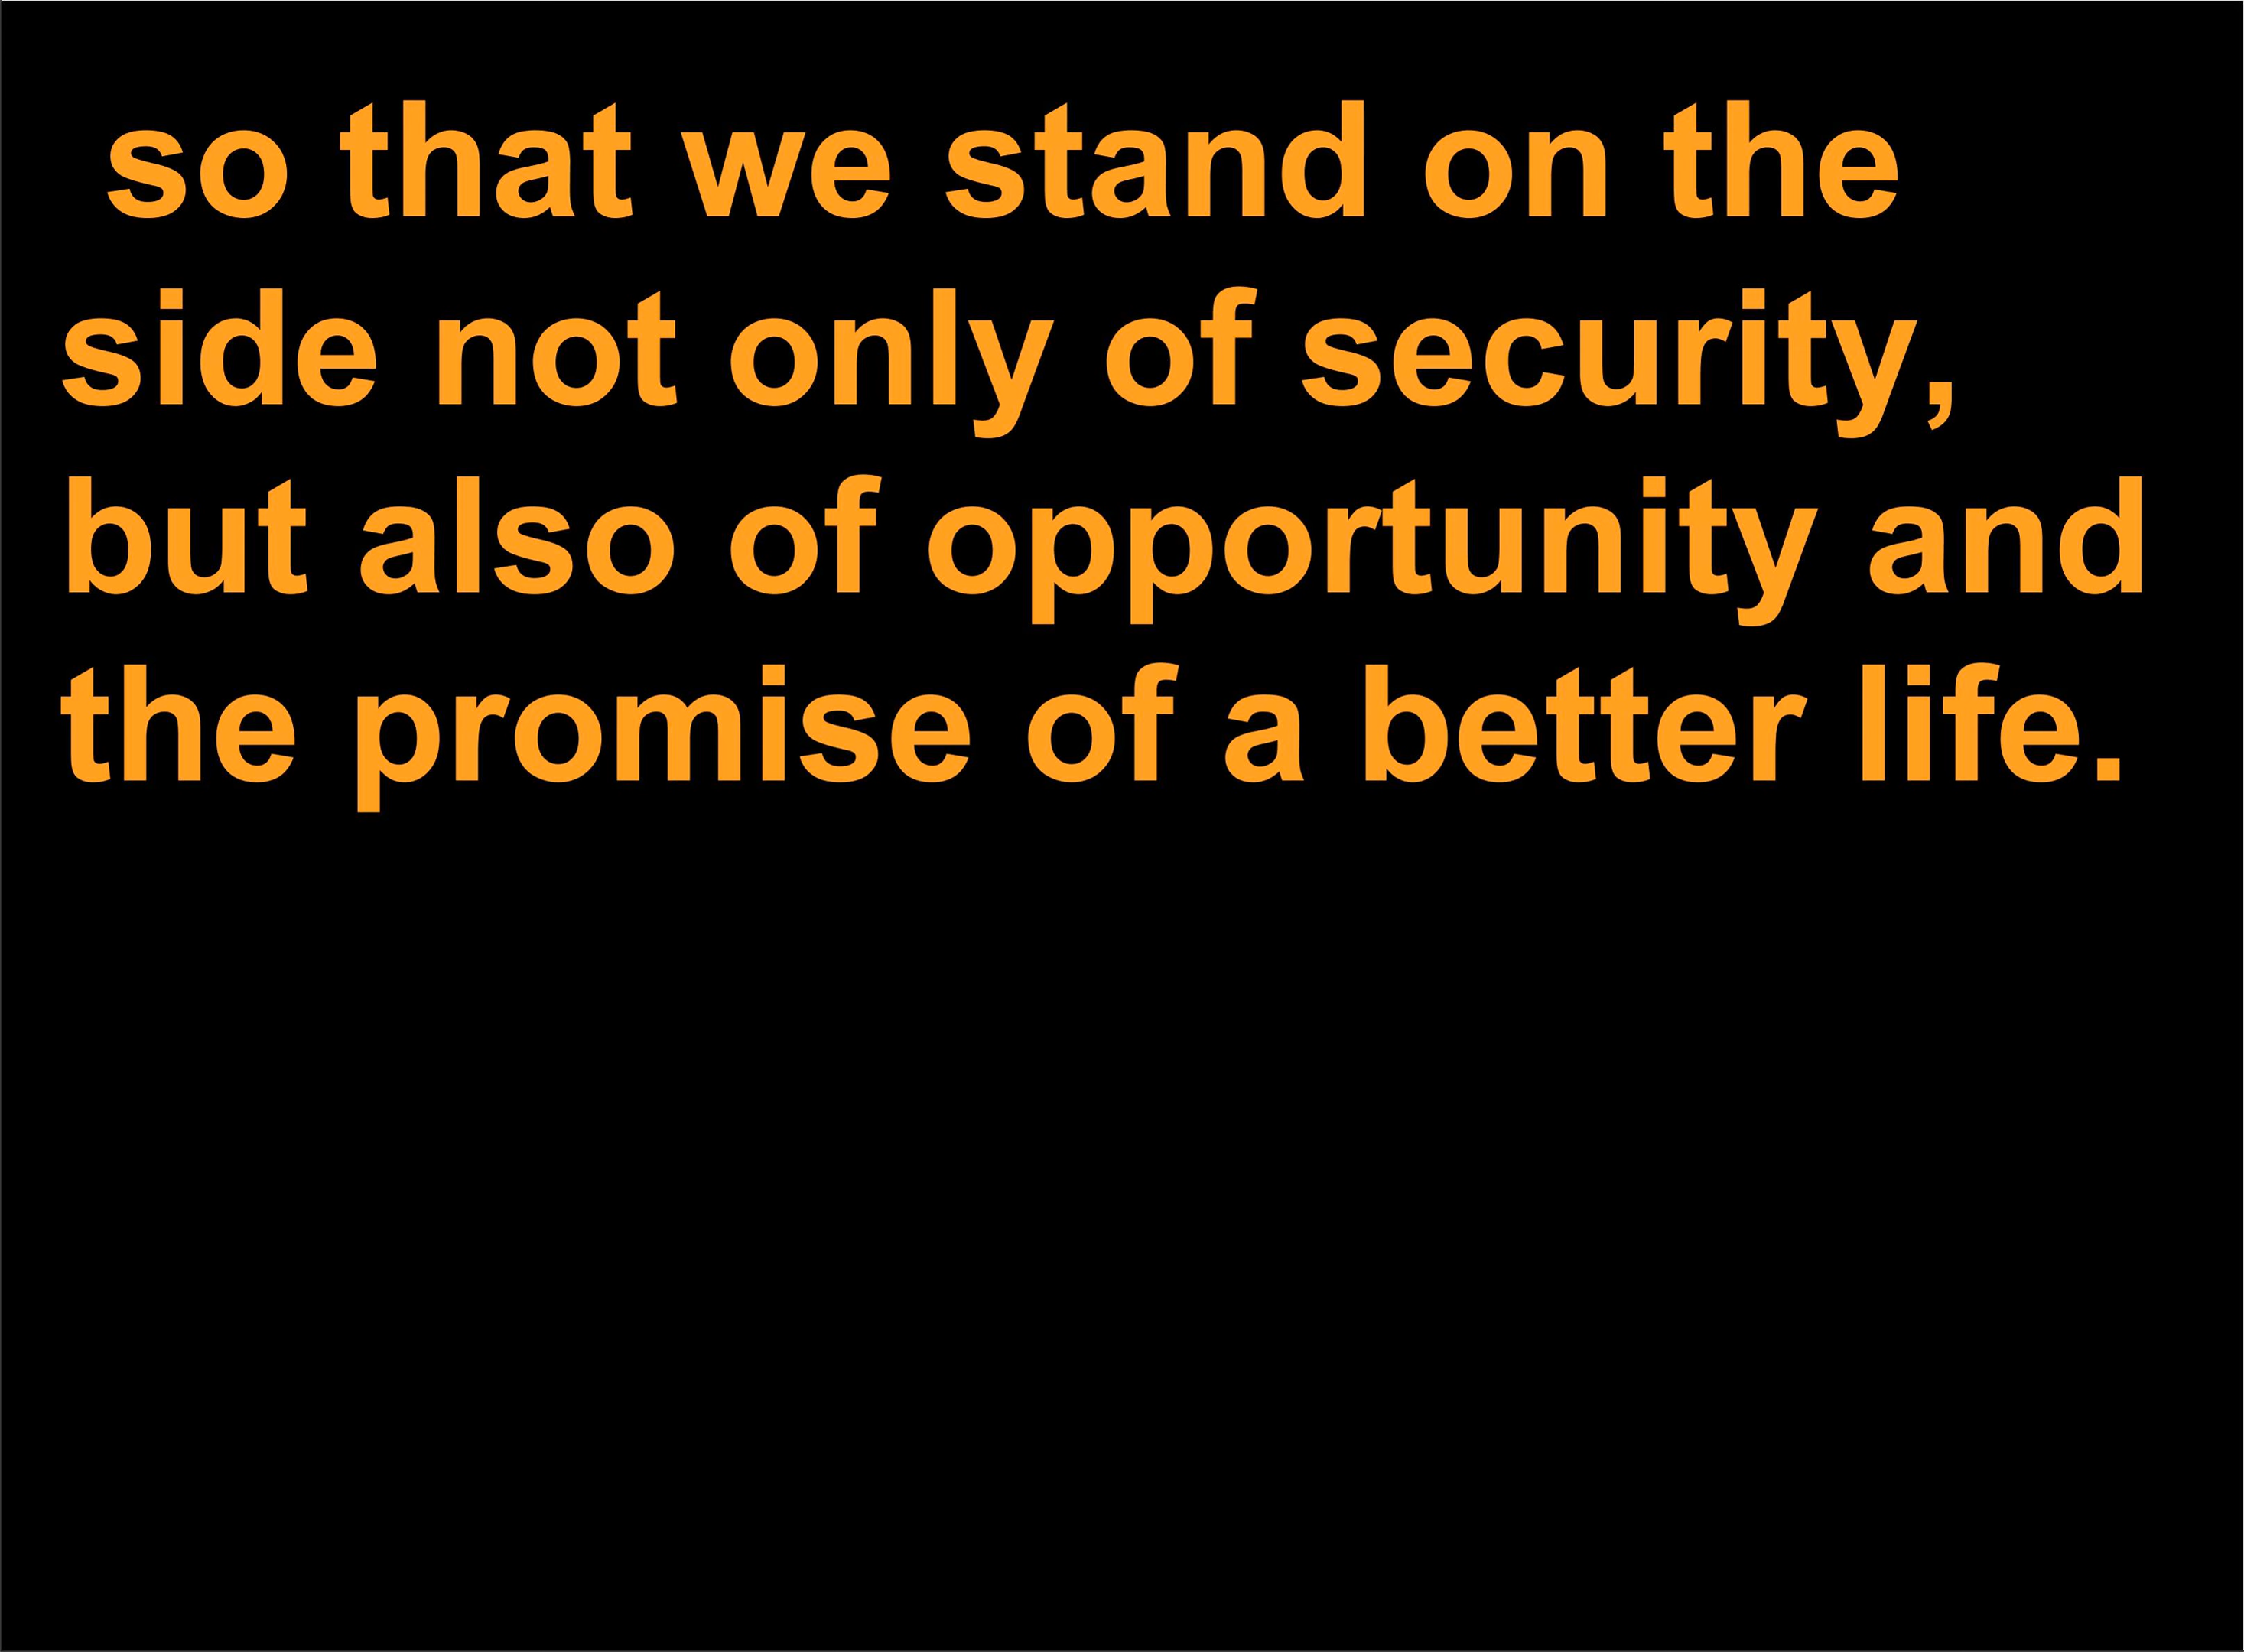 so that we stand on the
side not only of security,
but also of opportunity and
the promise of a better life.